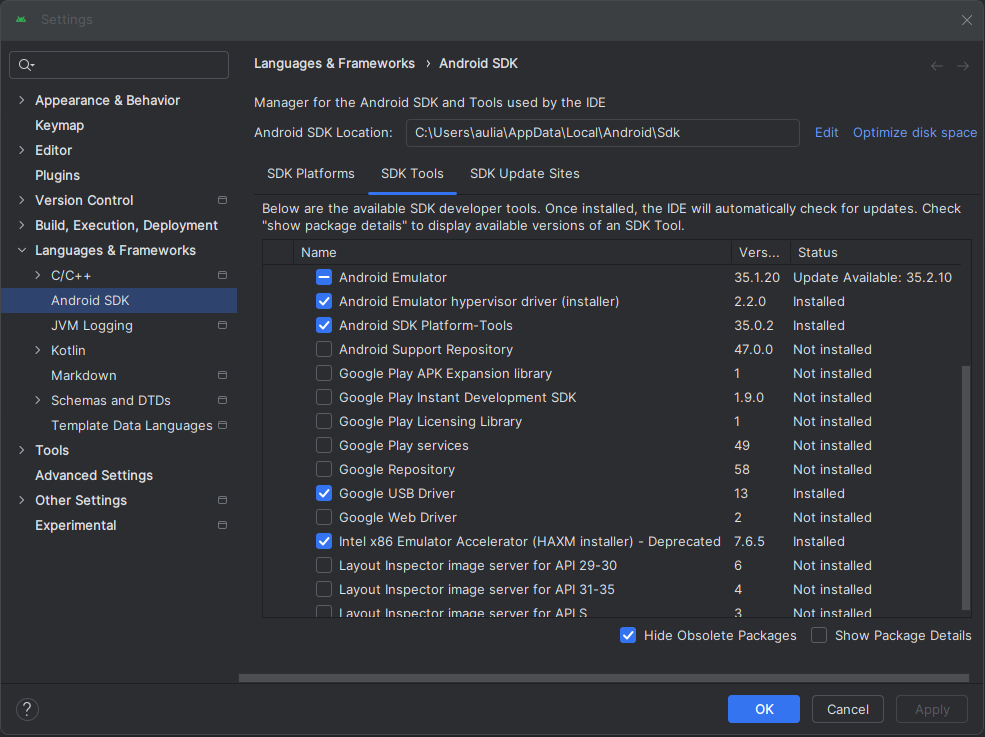 Settings
Languages & Frameworks › Android SDK
Appearance & Behavior
Keymap
Editor
Plugins
Version Control
Build, Execution, Deployment
Languages & Frameworks
C/C++
Android SDK
JVM Logging
Kotlin
Markdown
Schemas and DTDs
Template Data Languages
Tools
Advanced Settings
Other Settings
Experimental
Manager for the Android SDK and Tools used by the IDE
Android SDK Location: C:\Users\aulia\AppData\Local\Android\Sdk Edit Optimize disk space
SDK Platforms SDK Tools SDK Update Sites
Below are the available SDK developer tools. Once installed, the IDE will automatically check for updates. Check
"show package details" to display available versions of an SDK Tool.
Name Vers... Status
Android Emulator 35.1.20 Update Available: 35.2.10
Android Emulator hypervisor driver (installer) 2.2.0 Installed
Android SDK Platform-Tools 35.0.2 Installed
Android Support Repository 47.0.0 Not installed
Google Play APK Expansion library 1 Not installed
Google Play Instant Development SDK 1.9.0 Not installed
Google Play Licensing Library 1 Not installed
Google Play services 49 Not installed
Google Repository 58 Not installed
Google USB Driver 13 Installed
Google Web Driver 2 Not installed
Intel x86 Emulator Accelerator (HAXM installer) - Deprecated 7.6.5 Installed
Layout Inspector image server for API 29-30 6 Not installed
Layout Inspector image server for API 31-35 4 Not installed
Layout Inspector image server for API S 3 Not installed
Hide Obsolete Packages Show Package Details
? OK Cancel Apply